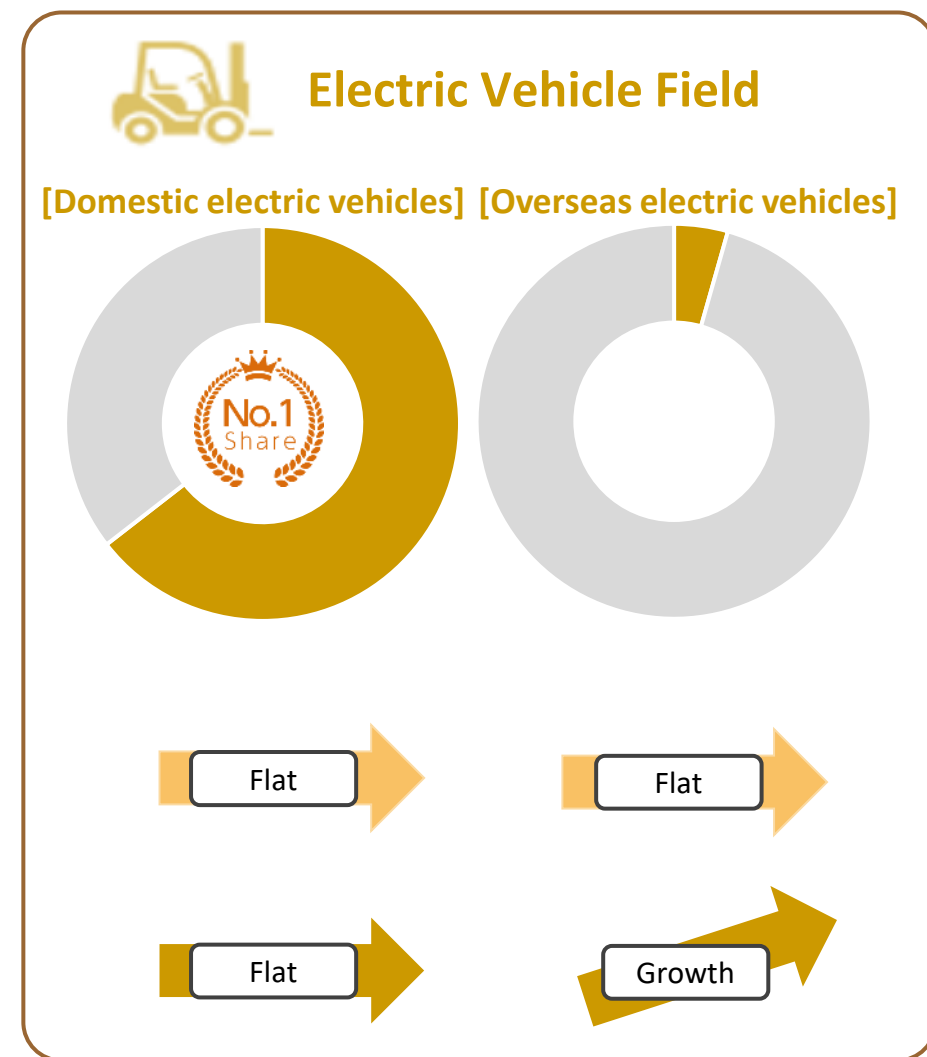 Electric Vehicle Field
[Domestic electric vehicles] [Overseas electric vehicles]
No.1
Share
Flat
Flat
Flat
Growth